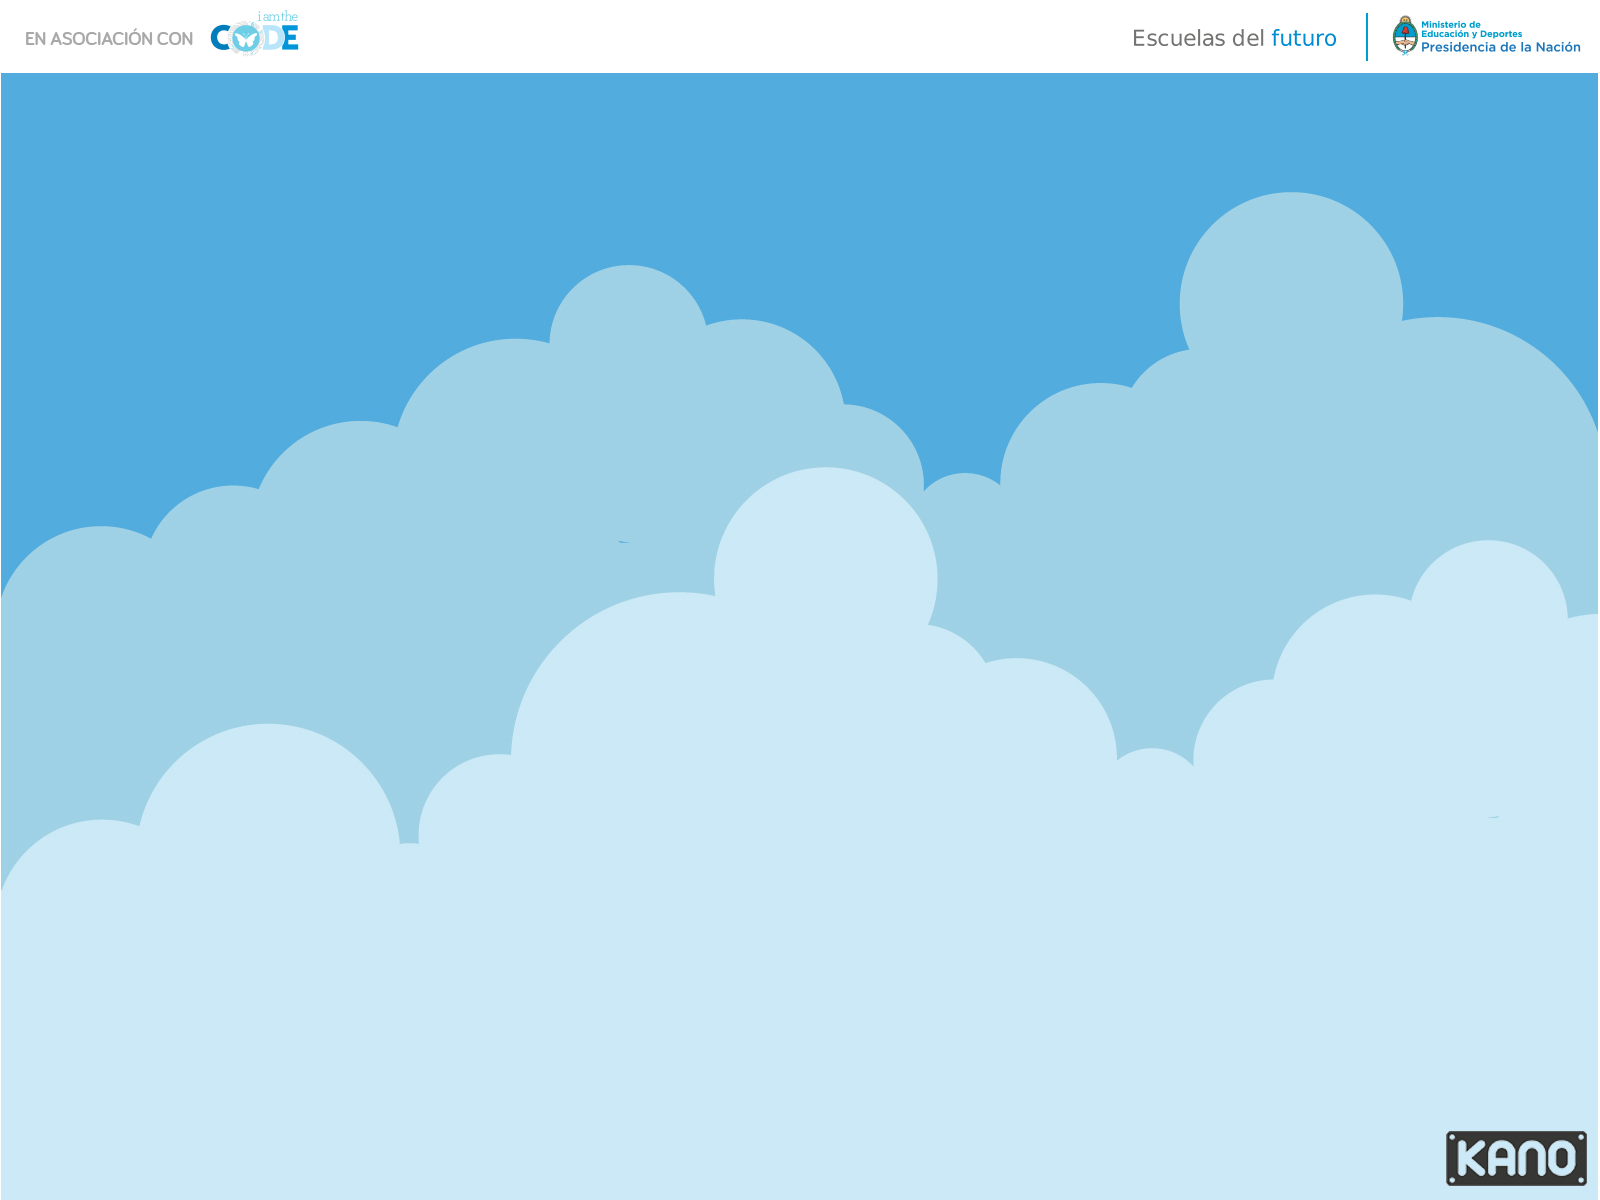 EN ASOCIACIÓN CON
i am the
CODE
Escuelas del futuro
Ministerio de
Educación y Deportes
Presidencia de la Nación
KANO